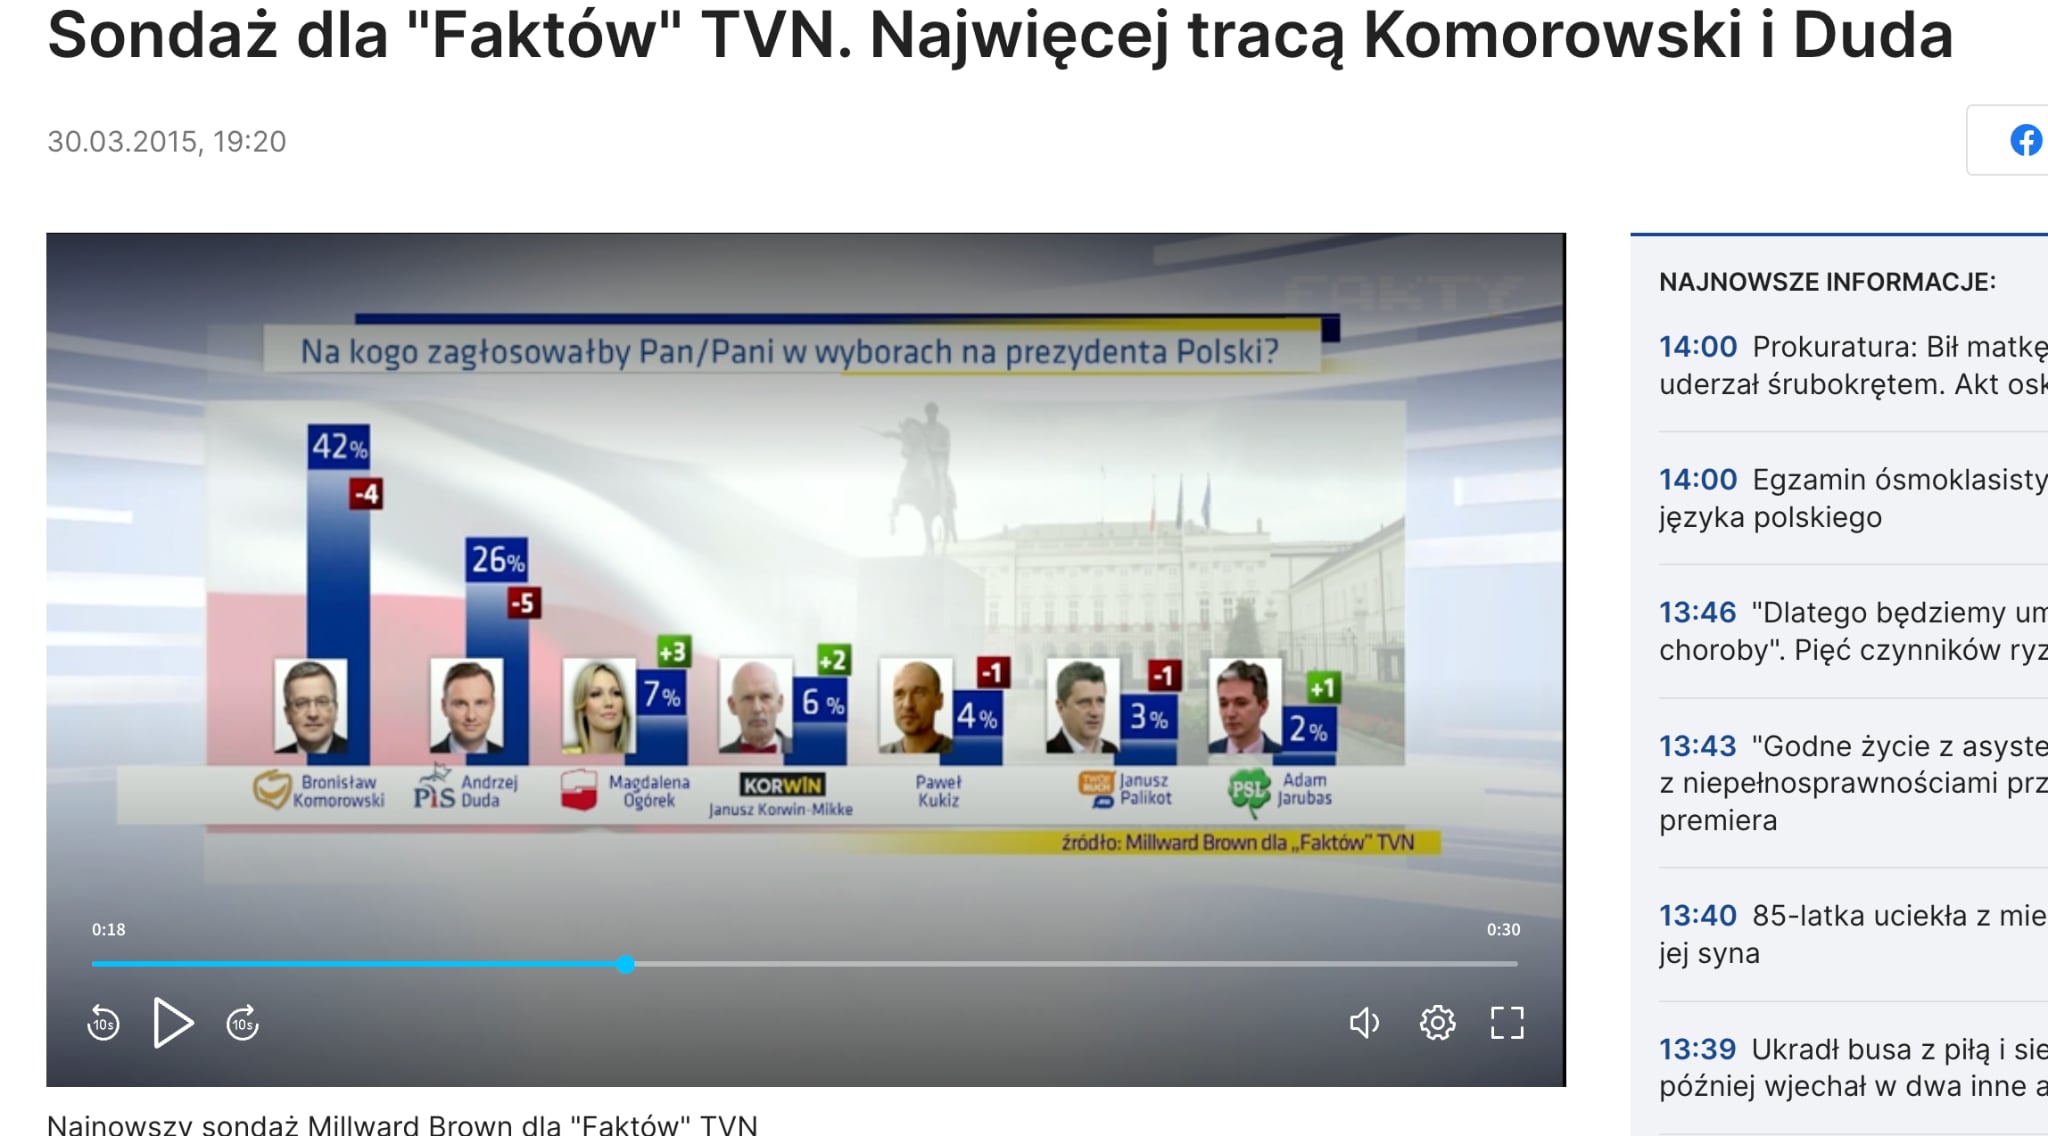 Sondaż dla "Faktów" TVN. Najwięcej tracą Komorowski i Duda
30.03.2015, 19:20
FAKTY
Na kogo zagłosowałby Pan/Pani w wyborach na prezydenta Polski?
42%
-4
26%
-5
+3
7%
+2
6 %
-1
4%
-1
3%
+1
2%
Bronisław
Komorowski
PiS
Andrzej
Duda
Magdalena
Ogórek
KORWiN
Janusz Korwin-Mikke
Paweł
Kukiz
TWÓJ
RUCH
Janusz
Palikot
PSL
Adam
Jarubas
źródło: Millward Brown dla „Faktów” TVN
0:18
0:30
10s
10s
Najnowszy sondaż Millward Brown dla "Faktów" TVN
NAJNOWSZE INFORMACJE:
14:00 Prokuratura: Bił matkę
uderzał śrubokrętem. Akt osk
14:00 Egzamin ósmoklasisty
języka polskiego
13:46 "Dlatego będziemy um
choroby". Pięć czynników ryz
13:43 "Godne życie z asyste
z niepełnosprawnościami prz
premiera
13:40 85-latka uciekła z mie
jej syna
13:39 Ukradł busa z piłą i sie
później wjechał w dwa inne a